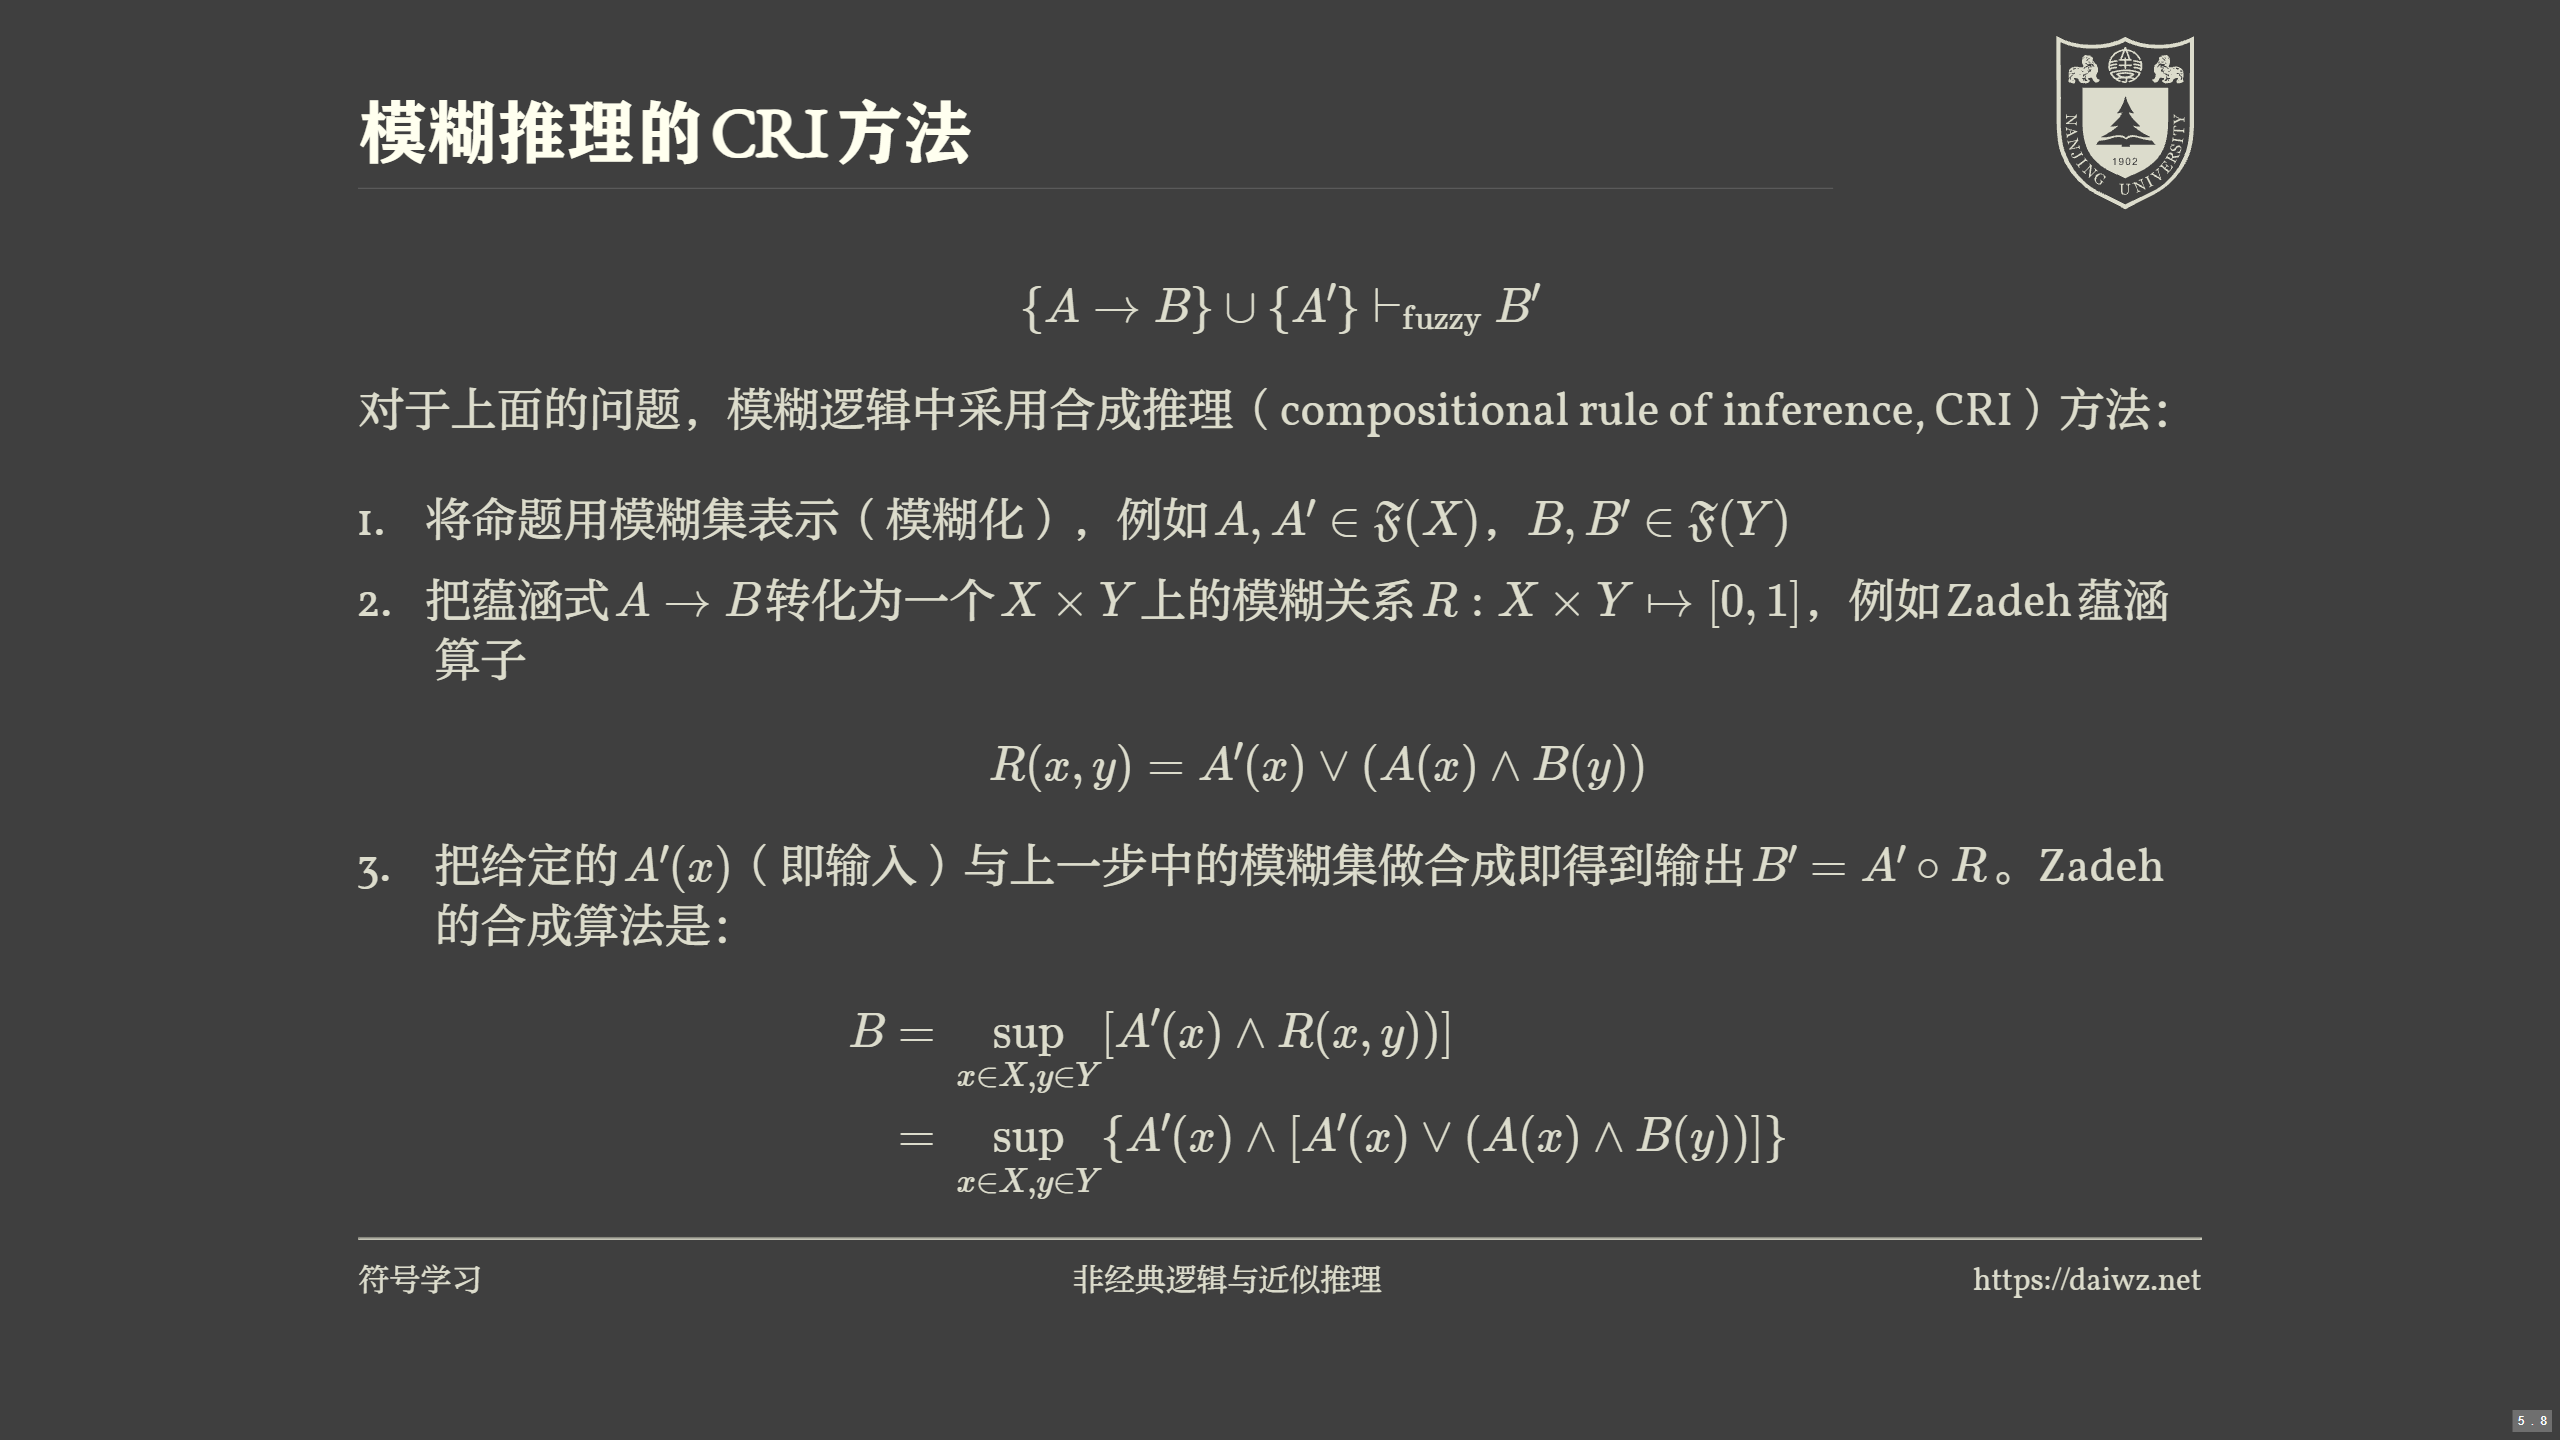 模糊推理的CRI方法
NANJING UNIVERSITY
1902
{A → B} ∪ {A′} ⊢fuzzy B′
对于上面的问题，模糊逻辑中采用合成推理（compositional rule of inference, CRI）方法：
1. 将命题用模糊集表示（模糊化），例如 A, A′ ∈ 𝔉(X)，B, B′ ∈ 𝔉(Y)
2. 把蕴涵式 A → B 转化为一个 X × Y 上的模糊关系 R : X × Y ↦ [0, 1]，例如 Zadeh 蕴涵
算子
R(x, y) = A′(x) ∨ (A(x) ∧ B(y))
3. 把给定的 A′(x)（即输入）与上一步中的模糊集做合成即得到输出 B′ = A′ ∘ R。Zadeh
的合成算法是：
B = sup x∈X,y∈Y [A′(x) ∧ R(x, y))]
= sup x∈X,y∈Y {A′(x) ∧ [A′(x) ∨ (A(x) ∧ B(y))]}
符号学习 非经典逻辑与近似推理 https://daiwz.net
5 . 8